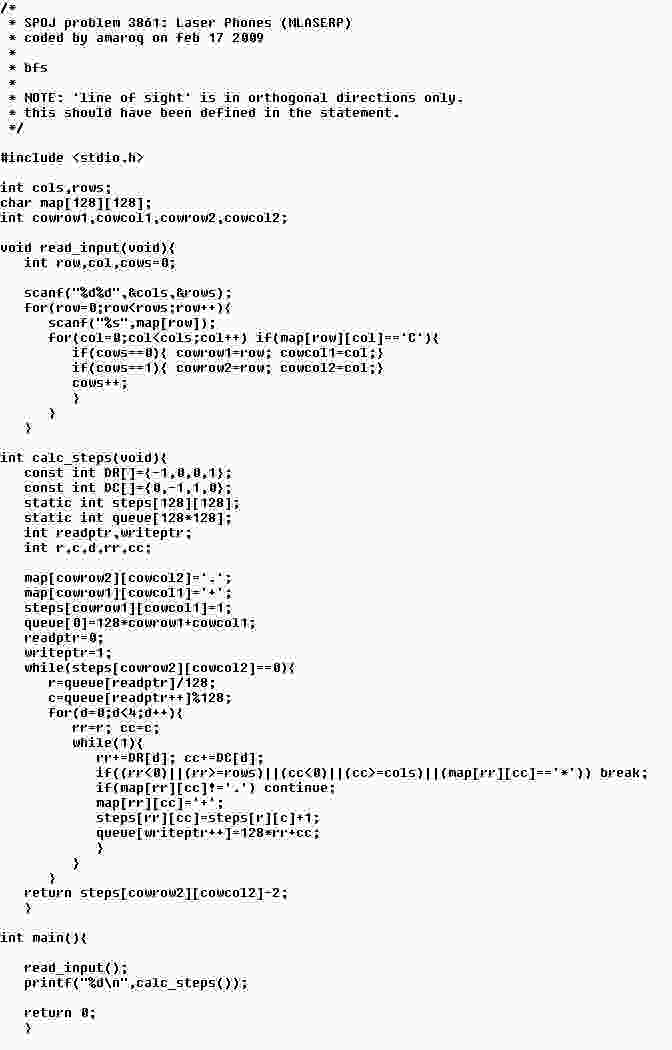 /*
 * SPOJ problem 3861: Laser Phones (MLASERP)
 * coded by amaroq on feb 17 2009
 *
 * bfs
 *
 * NOTE: 'line of sight' is in orthogonal directions only.
 * this should have been defined in the statement.
 */

#include <stdio.h>

int cols,rows;
char map[128][128];
int cowrow1,cowcol1,cowrow2,cowcol2;

void read_input(void){
   int row,col,cows=0;

   scanf("%d%d",&cols,&rows);
   for(row=0;row<rows;row++){
      scanf("%s",map[row]);
      for(col=0;col<cols;col++) if(map[row][col]=='C'){
         if(cows==0){ cowrow1=row; cowcol1=col;}
         if(cows==1){ cowrow2=row; cowcol2=col;}
         cows++;
         }
      }
   }

int calc_steps(void){
   const int DR[]={-1,0,0,1};
   const int DC[]={0,-1,1,0};
   static int steps[128][128];
   static int queue[128*128];
   int readptr,writeptr;
   int r,c,d,rr,cc;

   map[cowrow2][cowcol2]='.';
   map[cowrow1][cowcol1]='+';
   steps[cowrow1][cowcol1]=1;
   queue[0]=128*cowrow1+cowcol1;
   readptr=0;
   writeptr=1;
   while(steps[cowrow2][cowcol2]==0){
      r=queue[readptr]/128;
      c=queue[readptr++]%128;
      for(d=0;d<4;d++){
         rr=r; cc=c;
         while(1){
            rr+=DR[d]; cc+=DC[d];
            if((rr<0)||(rr>=rows)||(cc<0)||(cc>=cols)||(map[rr][cc]=='*')) break;
            if(map[rr][cc]!='.') continue;
            map[rr][cc]='+';
            steps[rr][cc]=steps[r][c]+1;
            queue[writeptr++]=128*rr+cc;
            }
         }
      }
   return steps[cowrow2][cowcol2]-2;
   }

int main(){

   read_input();
   printf("%d\n",calc_steps());

   return 0;
   }